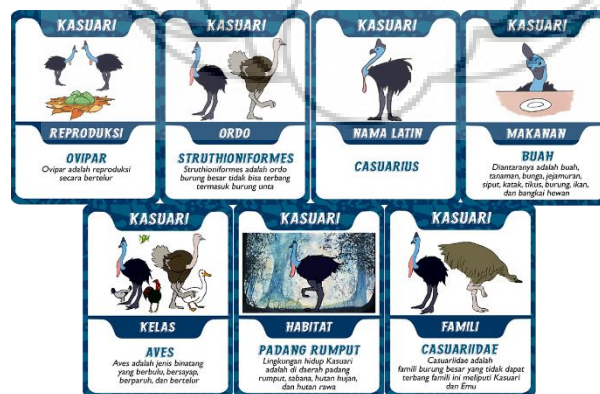 KASUARI
REPRODUKSI
OVIPAR
Ovipar adalah reproduksi
secara bertelur
KASUARI
ORDO
STRUTHIONIFORMES
Struthioniformes adalah ordo
burung besar tidak bisa terbang
termasuk burung unta
KASUARI
NAMA LATIN
CASUARIUS
KASUARI
MAKANAN
BUAH
Diantaranya adalah buah,
tanaman, bunga, jejamuran,
siput, katak, tikus, burung, ikan,
dan bangkai hewan
KASUARI
KELAS
AVES
Aves adalah jenis binatang
yang berbulu, bersayap,
berparuh, dan bertelur
KASUARI
HABITAT
PADANG RUMPUT
Lingkungan hidup Kasuari
adalah di daerah padang
rumput, sabana, hutan hujan,
dan hutan rawa
KASUARI
FAMILI
CASUARIIDAE
Casuariidae adalah
famili burung besar yang tidak dapat
terbang famili ini meliputi Kasuari
dan Emu